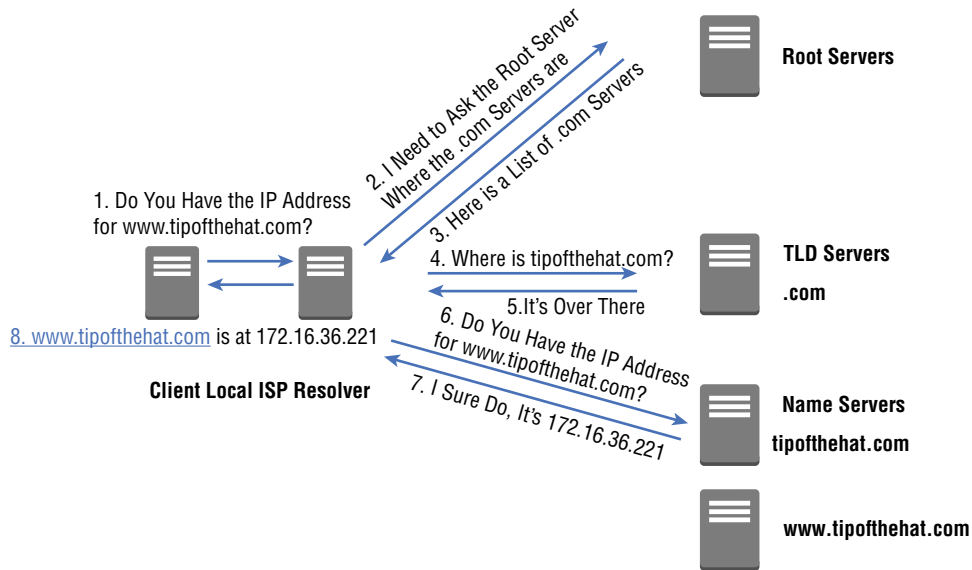 2. I Need to Ask the Root Server
Where the .com Servers are
3. Here is a List of .com Servers
Root Servers
1. Do You Have the IP Address
for www.tipofthehat.com?
4. Where is tipofthehat.com?
5.It's Over There
TLD Servers
.com
8. www.tipofthehat.com is at 172.16.36.221
Client Local ISP Resolver
6. Do You Have the IP Address
for www.tipofthehat.com?
7. I Sure Do, It's 172.16.36.221
Name Servers
tipofthehat.com
www.tipofthehat.com